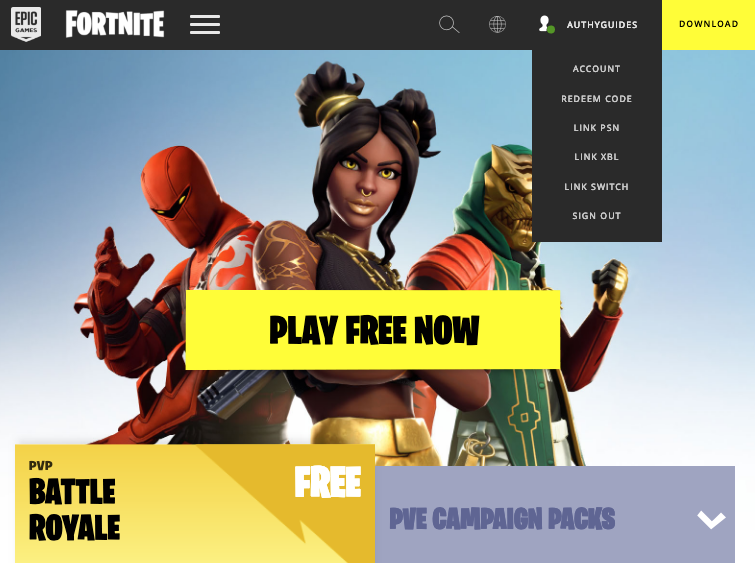 EPIC
GAMES
FORTNITE
AUTHYGUIDES
DOWNLOAD
ACCOUNT
REDEEM CODE
LINK PSN
LINK XBL
LINK SWITCH
SIGN OUT
PLAY FREE NOW
PVP
BATTLE
ROYALE
FREE
PVE CAMPAIGN PACKS